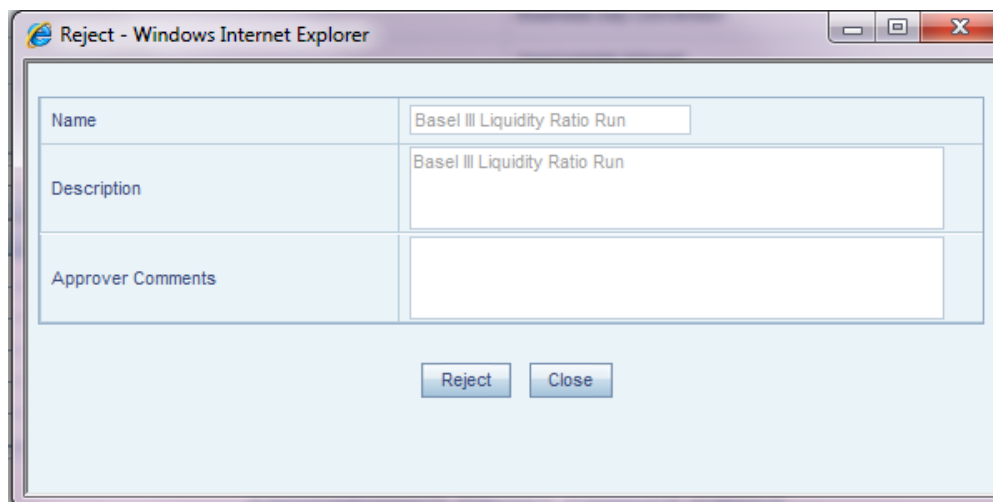 Reject - Windows Internet Explorer
Name
Basel III Liquidity Ratio Run
Description
Basel III Liquidity Ratio Run
Approver Comments
Reject Close